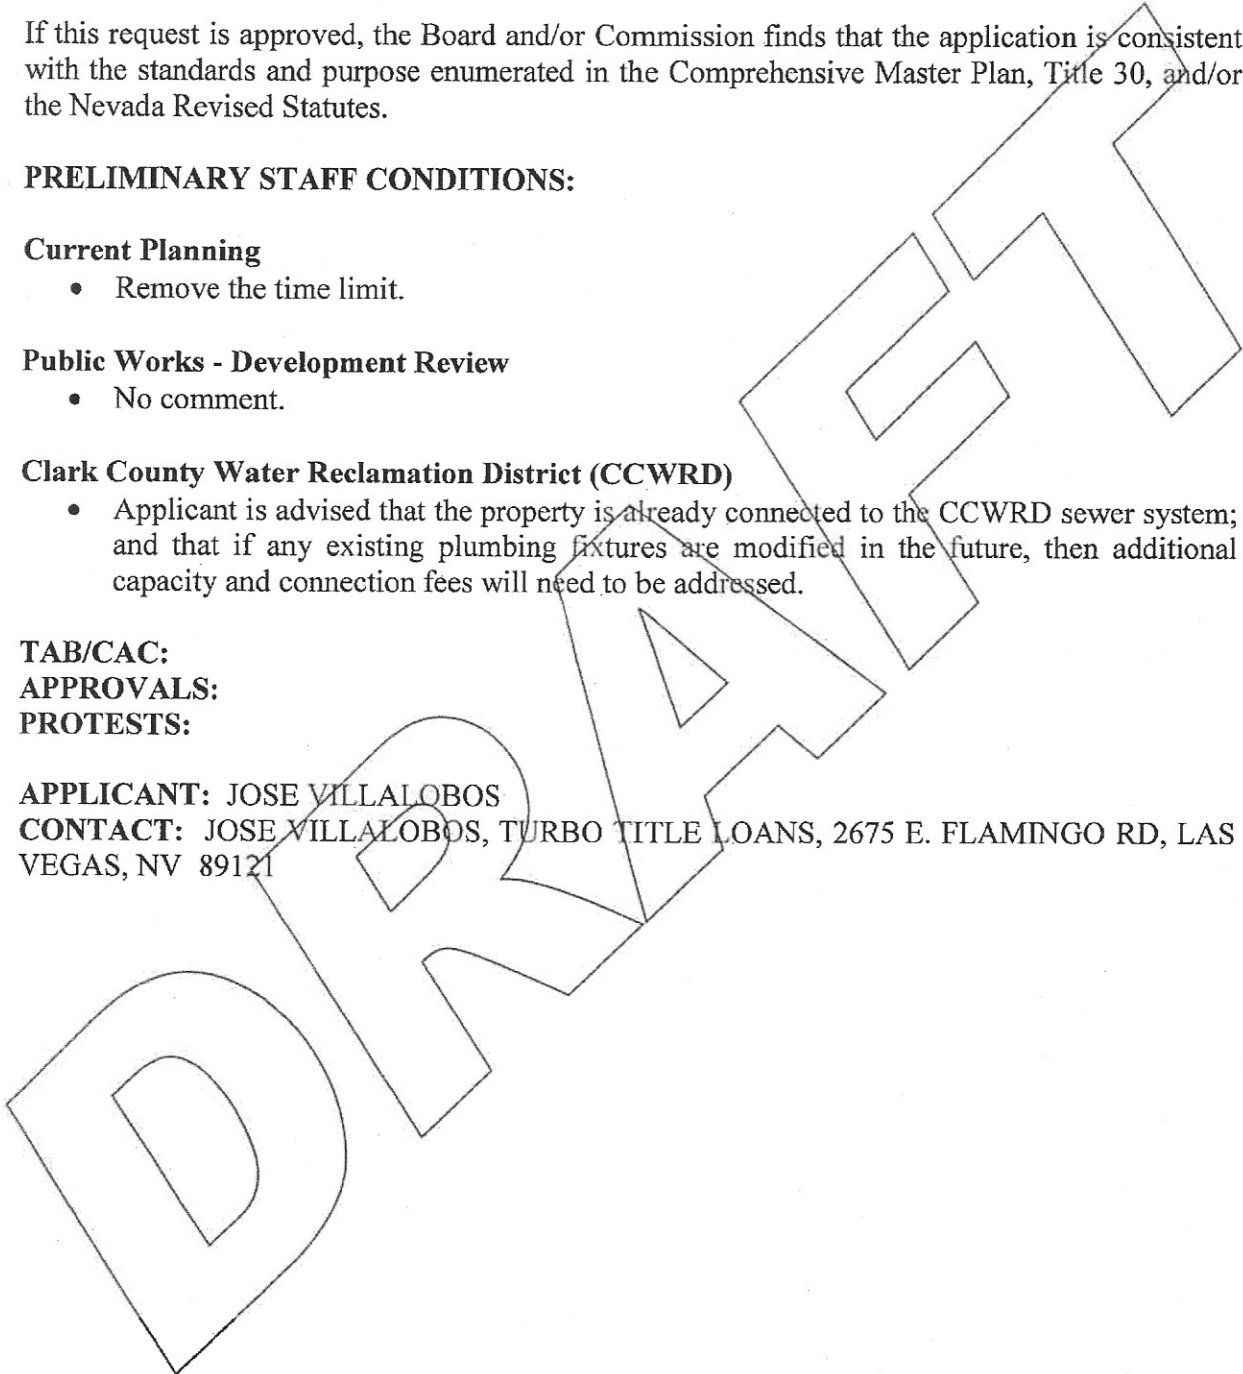 If this request is approved, the Board and/or Commission finds that the application is consistent
with the standards and purpose enumerated in the Comprehensive Master Plan, Title 30, and/or
the Nevada Revised Statutes.
PRELIMINARY STAFF CONDITIONS:
Current Planning
• Remove the time limit.
Public Works - Development Review
• No comment.
Clark County Water Reclamation District (CCWRD)
• Applicant is advised that the property is already connected to the CCWRD sewer system;
and that if any existing plumbing fixtures are modified in the future, then additional
capacity and connection fees will need to be addressed.
TAB/CAC:
APPROVALS:
PROTESTS:
APPLICANT: JOSE VILLALOBOS
CONTACT: JOSE VILLALOBOS, TURBO TITLE LOANS, 2675 E. FLAMINGO RD, LAS
VEGAS, NV 89121
DRAFT